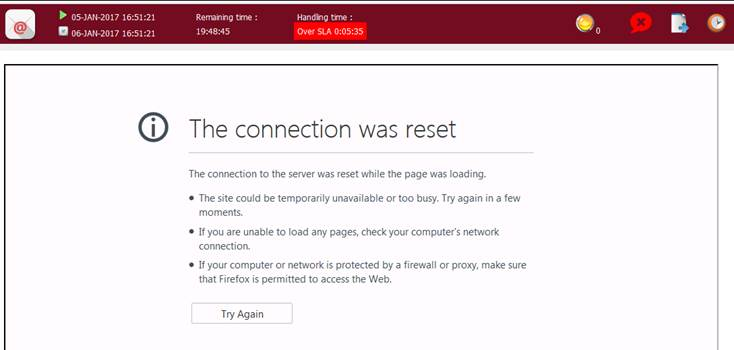 05-JAN-2017 16:51:21
06-JAN-2017 16:51:21
Remaining time :
19:48:45
Handling time :
Over SLA 0:05:35
0
The connection was reset
The connection to the server was reset while the page was loading.
The site could be temporarily unavailable or too busy. Try again in a few
moments.
If you are unable to load any pages, check your computer's network
connection.
If your computer or network is protected by a firewall or proxy, make sure
that Firefox is permitted to access the Web.
Try Again